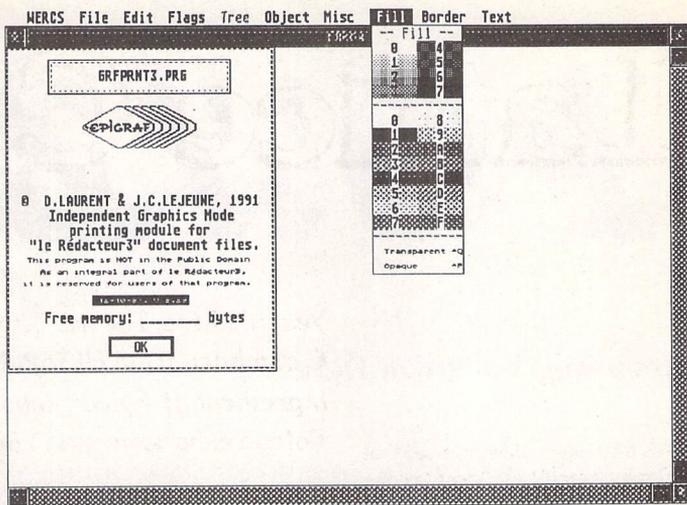 WERCS File Edit Flags Tree Object Misc Fill Border Text
GRFPRNT3.PRG
EPIGRAF
© D.LAURENT & J.C.LEJEUNE, 1991
Independent Graphics Mode
printing module for
"le Rédacteur3" document files.
This program is NOT in the Public Domain
As an integral part of le Rédacteur3,
it is reserved for users of that program.
Free memory: ________ bytes
OK
-- Fill --
0 4
1 5
2 6
3 7
0 8
1 9
2 A
3 B
4 C
5 D
6 E
7 F
Transparent ^Q
Opaque ^P